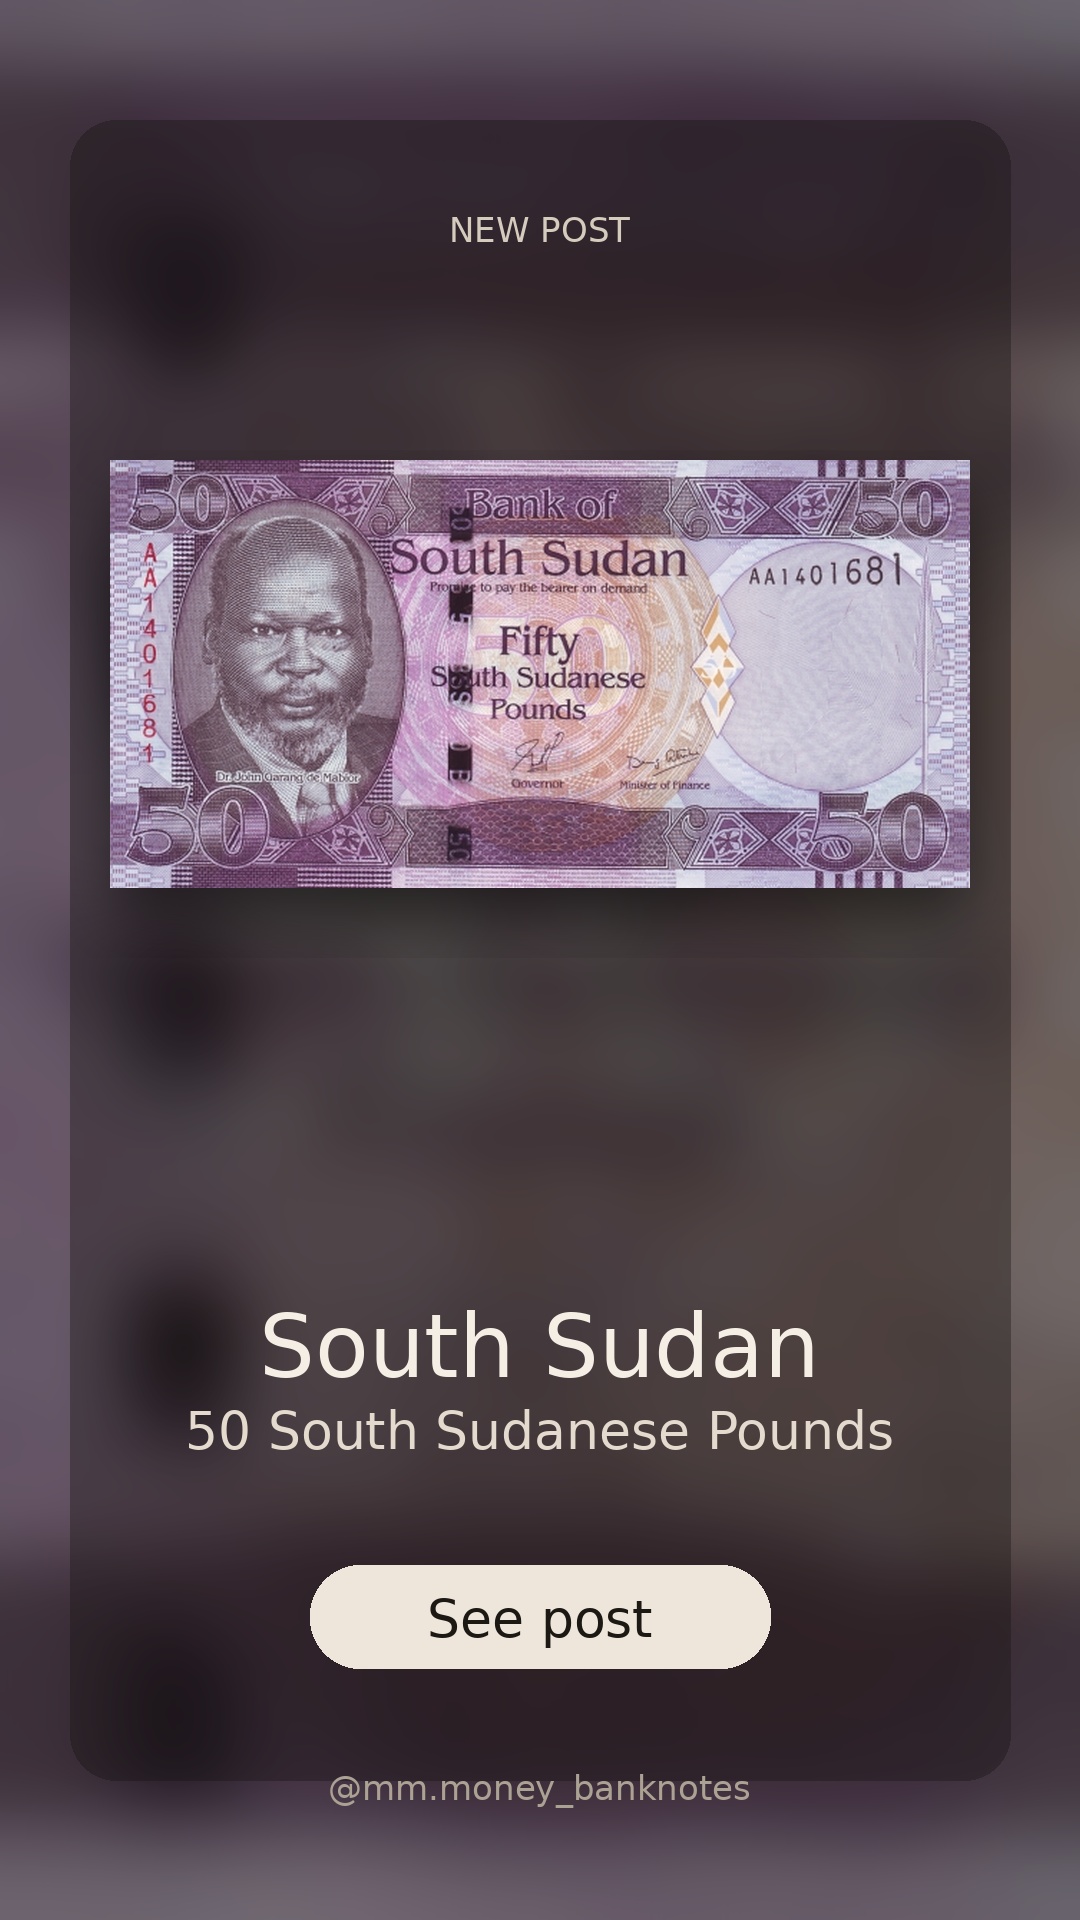 NEW POST
50
50
Bank of
South Sudan
Promise to pay the bearer on demand
AA1401681
AA1401681
50
Fifty
South Sudanese
Pounds
Governor
Minister of Finance
Dr. John Garang de Mabior
50
50
South Sudan
50 South Sudanese Pounds
See post
@mm.money_banknotes